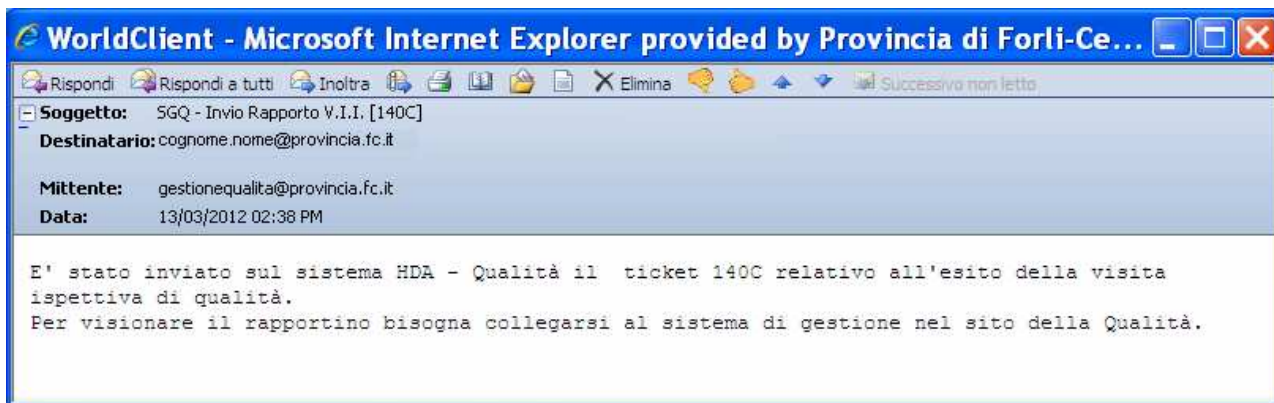 WorldClient - Microsoft Internet Explorer provided by Provincia di Forli-Ce...
Rispondi Rispondi a tutti Inoltra Elimina Successivo non letto
Soggetto: SGQ - Invio Rapporto V.I.I. [140C]
Destinatario: cognome.nome@provincia.fc.it
Mittente: gestionequalita@provincia.fc.it
Data: 13/03/2012 02:38 PM
E' stato inviato sul sistema HDA - Qualità il ticket 140C relativo all'esito della visita
ispettiva di qualità.
Per visionare il rapportino bisogna collegarsi al sistema di gestione nel sito della Qualità.